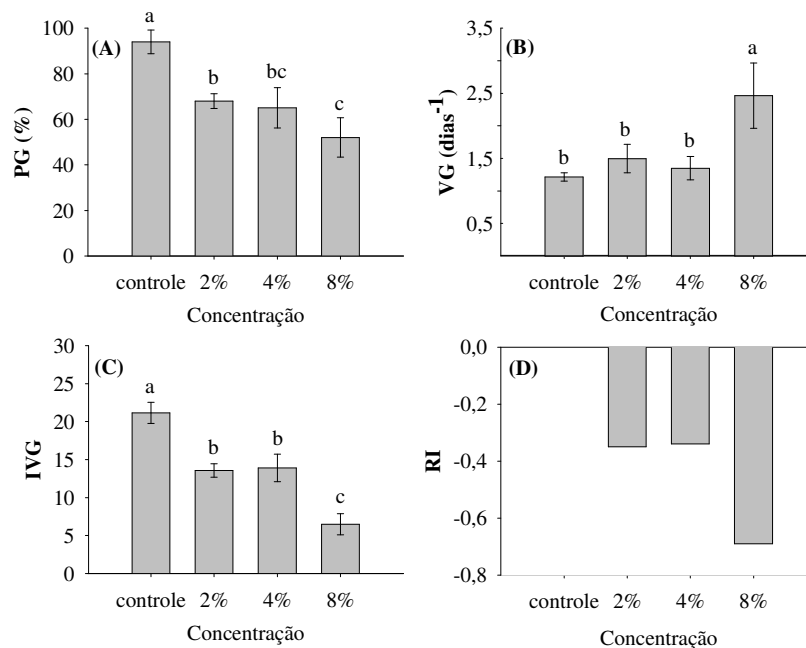 (A)
PG (%)
100
80
60
40
20
0
a
b
bc
c
controle 2% 4% 8%
Concentração
(B)
VG (dias-1)
3,5
2,5
1,5
0,5
b
b
b
a
controle 2% 4% 8%
Concentração
(C)
IVG
30
25
20
15
10
5
0
a
b
b
c
controle 2% 4% 8%
Concentração
(D)
RI
0,0
-0,2
-0,4
-0,6
-0,8
controle 2% 4% 8%
Concentração